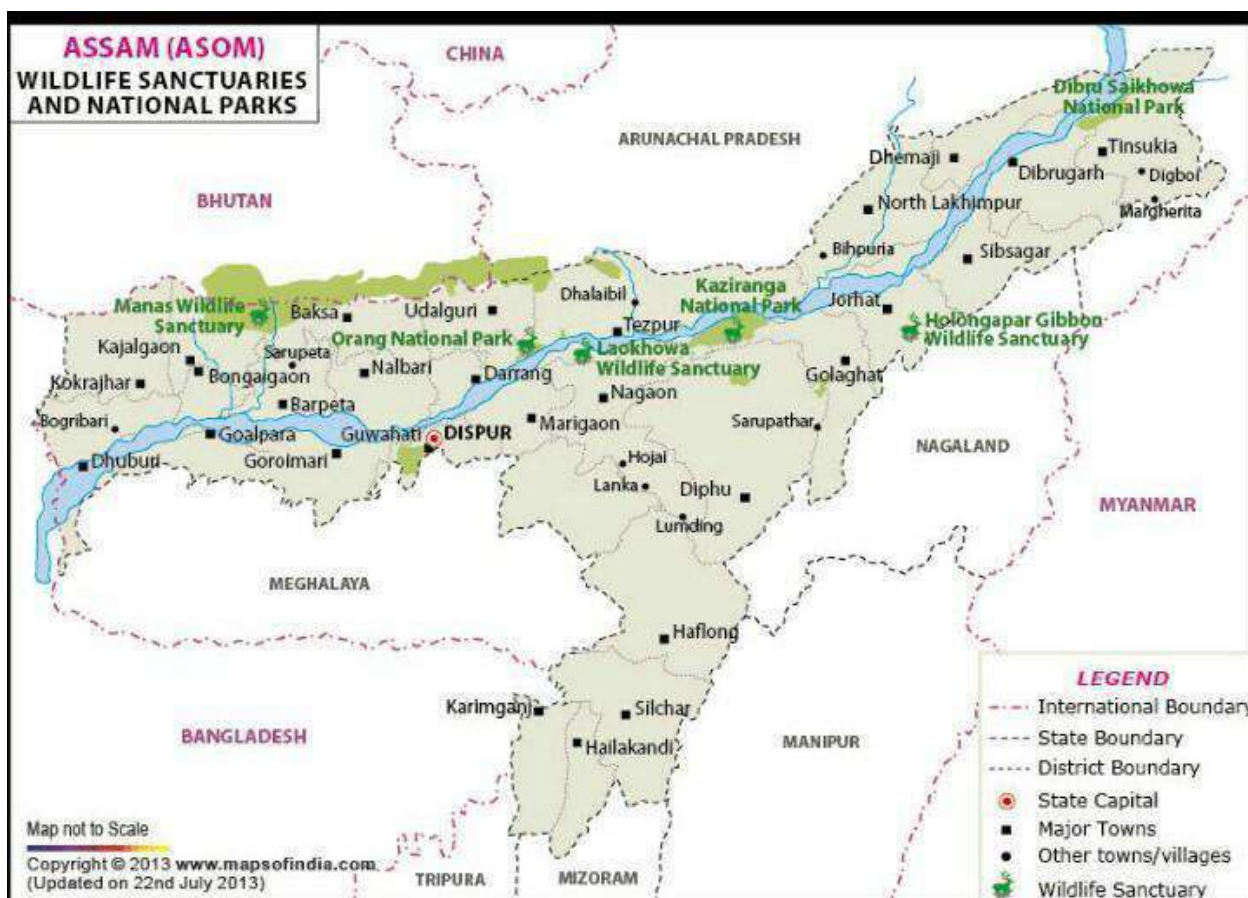 ASSAM (ASOM)
WILDLIFE SANCTUARIES
AND NATIONAL PARKS
CHINA
ARUNACHAL PRADESH
Dibru Saikhowa
National Park
BHUTAN
Dhemaji
Tinsukia
Dibrugarh
Digboi
North Lakhimpur
Margherita
Bihpuria
Sibsagar
Manas Wildlife
Sanctuary
Baksa
Udalguri
Dhalaibil
Kaziranga
National Park
Jorhat
Tezpur
Holongapar Gibbon
Wildlife Sanctuary
Orang National Park
Laokhowa
Wildlife Sanctuary
Kajalgaon
Sarupeta
Bongaigaon
Nalbari
Darrang
Golaghat
Kokrajhar
Barpeta
Nagaon
Bogribari
Goalpara
Guwahati
DISPUR
Marigaon
Sarupathar
NAGALAND
Dhuburi
Goroimari
Hojai
Lanka
Diphu
MYANMAR
Lumding
MEGHALAYA
Haflong
Karimganj
Silchar
BANGLADESH
Hailakandi
MANIPUR
TRIPURA
MIZORAM
LEGEND
International Boundary
State Boundary
District Boundary
State Capital
Major Towns
Other towns/villages
Wildlife Sanctuary
Map not to Scale
Copyright © 2013 www.mapsofindia.com
(Updated on 22nd July 2013)